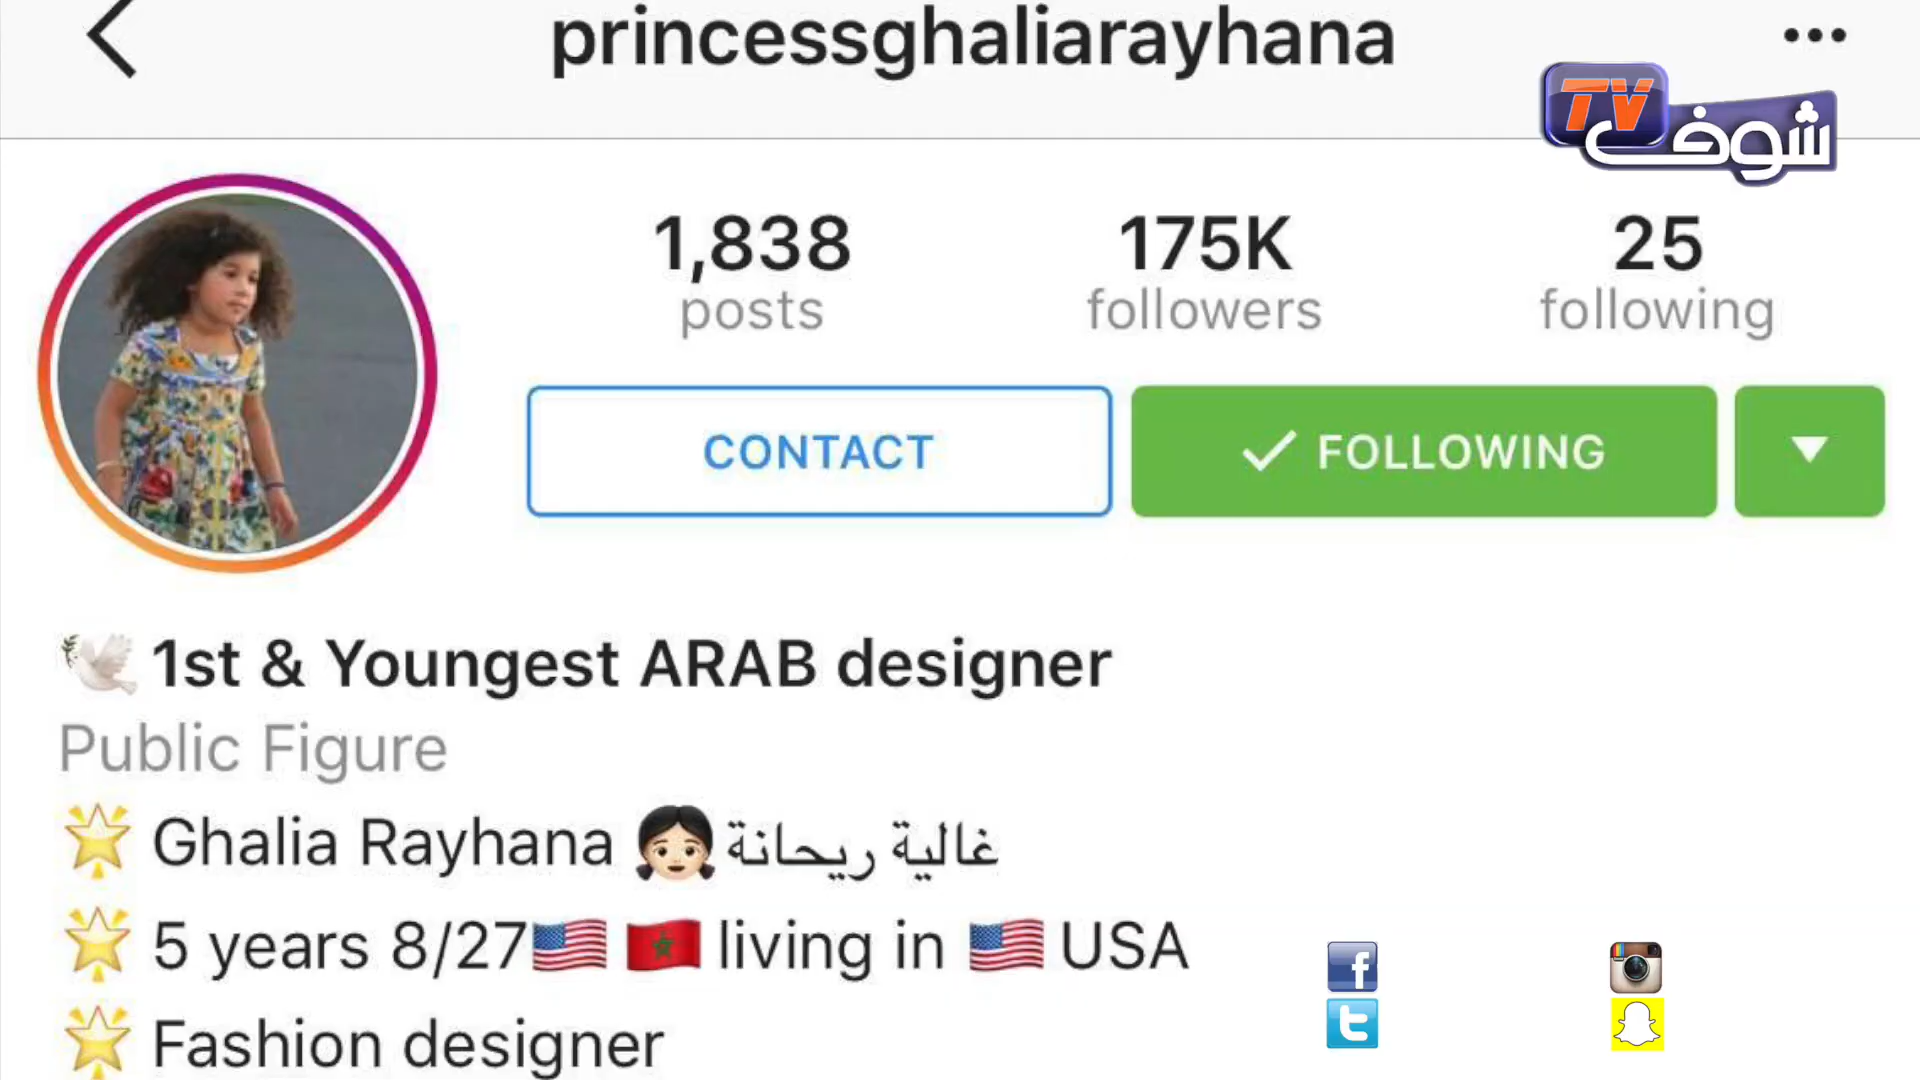 princessghaliarayhana
TV شوف
1,838 175K 25
posts followers following
CONTACT FOLLOWING
1st & Youngest ARAB designer
Public Figure
Ghalia Rayhana غالية ريحانة
5 years 8/27 living in USA
Fashion designer